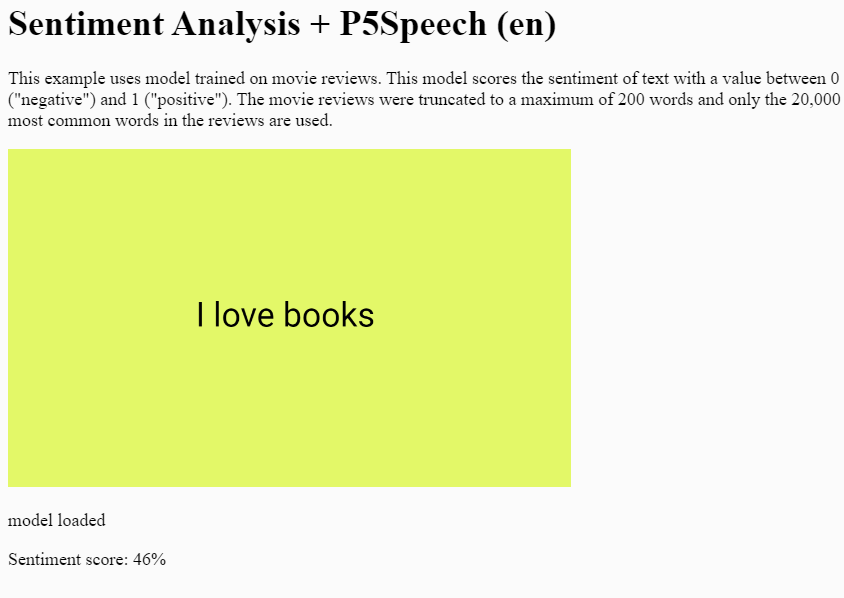 Sentiment Analysis + P5Speech (en)
This example uses model trained on movie reviews. This model scores the sentiment of text with a value between 0
("negative") and 1 ("positive"). The movie reviews were truncated to a maximum of 200 words and only the 20,000
most common words in the reviews are used.
I love books
model loaded
Sentiment score: 46%